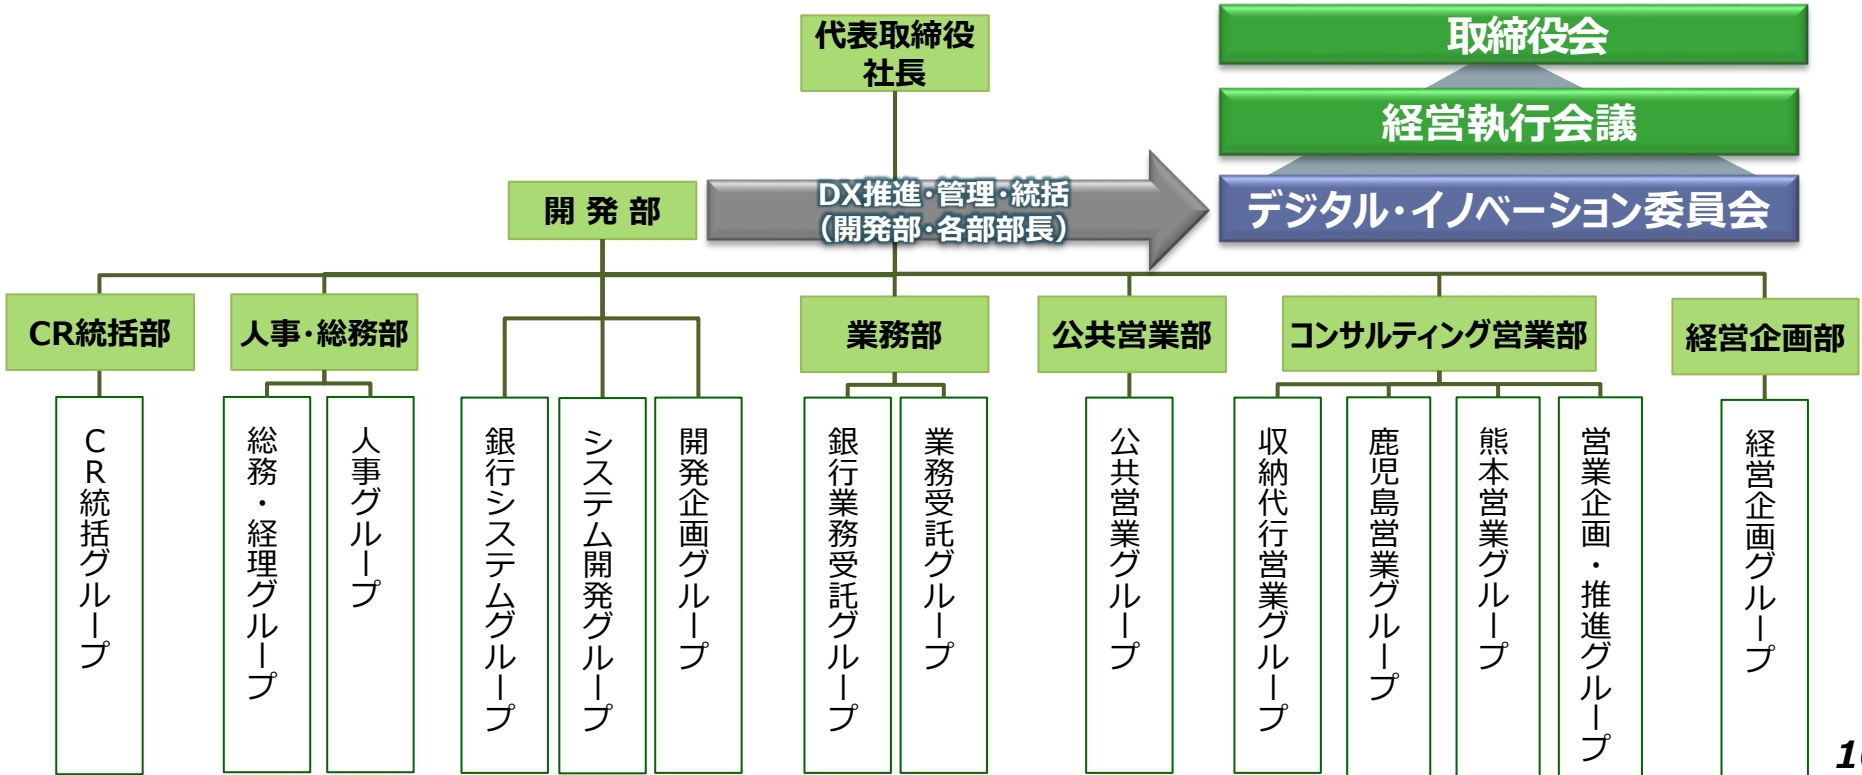 代表取締役
社長
取締役会
経営執行会議
デジタル・イノベーション委員会
開発部
DX推進・管理・統括
(開発部・各部部長)
CR統括部
人事・総務部
業務部
公共営業部
コンサルティング営業部
経営企画部
CR統括グループ
総務・経理グループ
人事グループ
銀行システムグループ
システム開発グループ
開発企画グループ
銀行業務受託グループ
業務受託グループ
公共営業グループ
収納代行営業グループ
鹿児島営業グループ
熊本営業グループ
営業企画・推進グループ
経営企画グループ